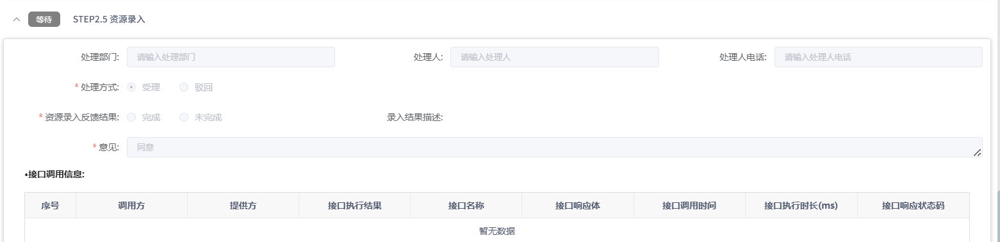 等待 STEP2.5 资源录入
处理部门: 请输入处理部门 处理人: 请输入处理人 处理人电话: 请输入处理人电话
* 处理方式: 受理 驳回
* 资源录入反馈结果: 完成 未完成 录入结果描述:
* 意见: 同意
•接口调用信息:
序号 调用方 提供方 接口执行结果 接口名称 接口响应体 接口调用时间 接口执行时长(ms) 接口响应状态码
暂无数据